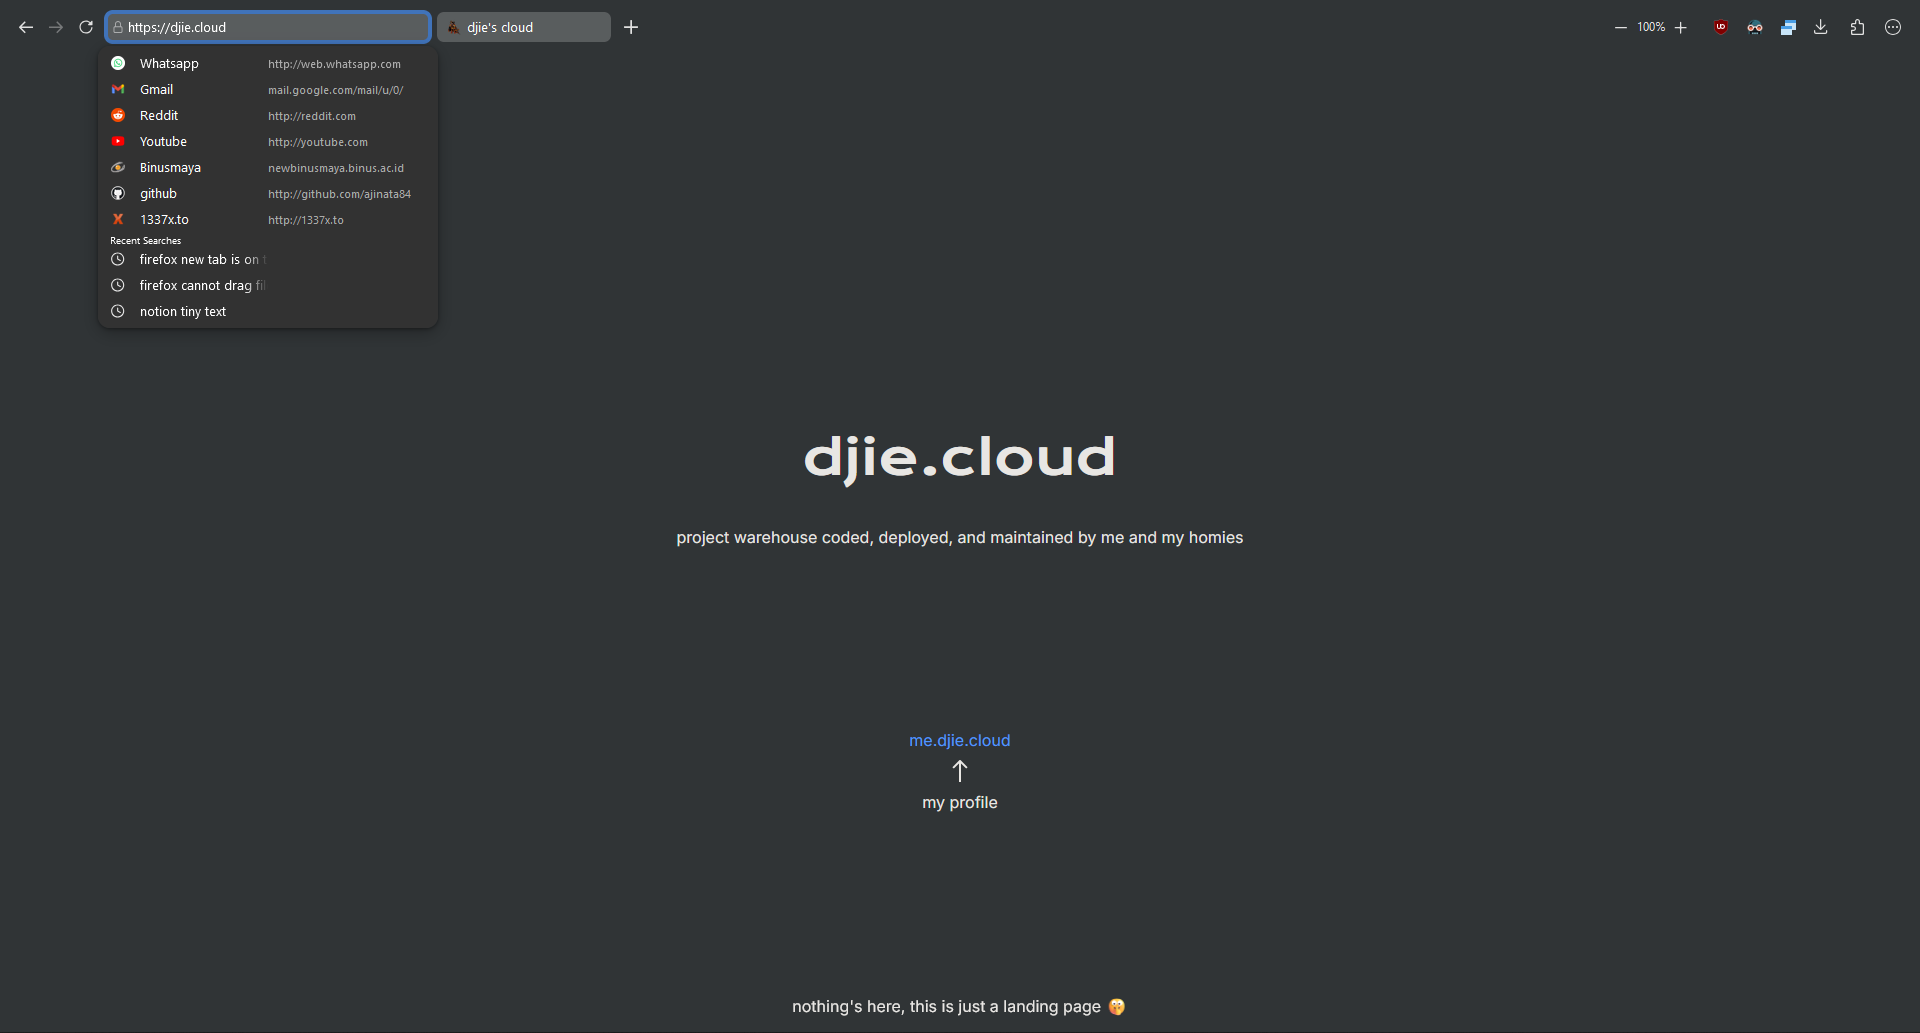 https://djie.cloud
djie's cloud
100%
Whatsapp http://web.whatsapp.com
Gmail mail.google.com/mail/u/0/
Reddit http://reddit.com
Youtube http://youtube.com
Binusmaya newbinusmaya.binus.ac.id
github http://github.com/ajinata84
1337x.to http://1337x.to
Recent Searches
firefox new tab is on
firefox cannot drag fil
notion tiny text
djie.cloud
project warehouse coded, deployed, and maintained by me and my homies
me.djie.cloud
↑
my profile
nothing's here, this is just a landing page 🤫